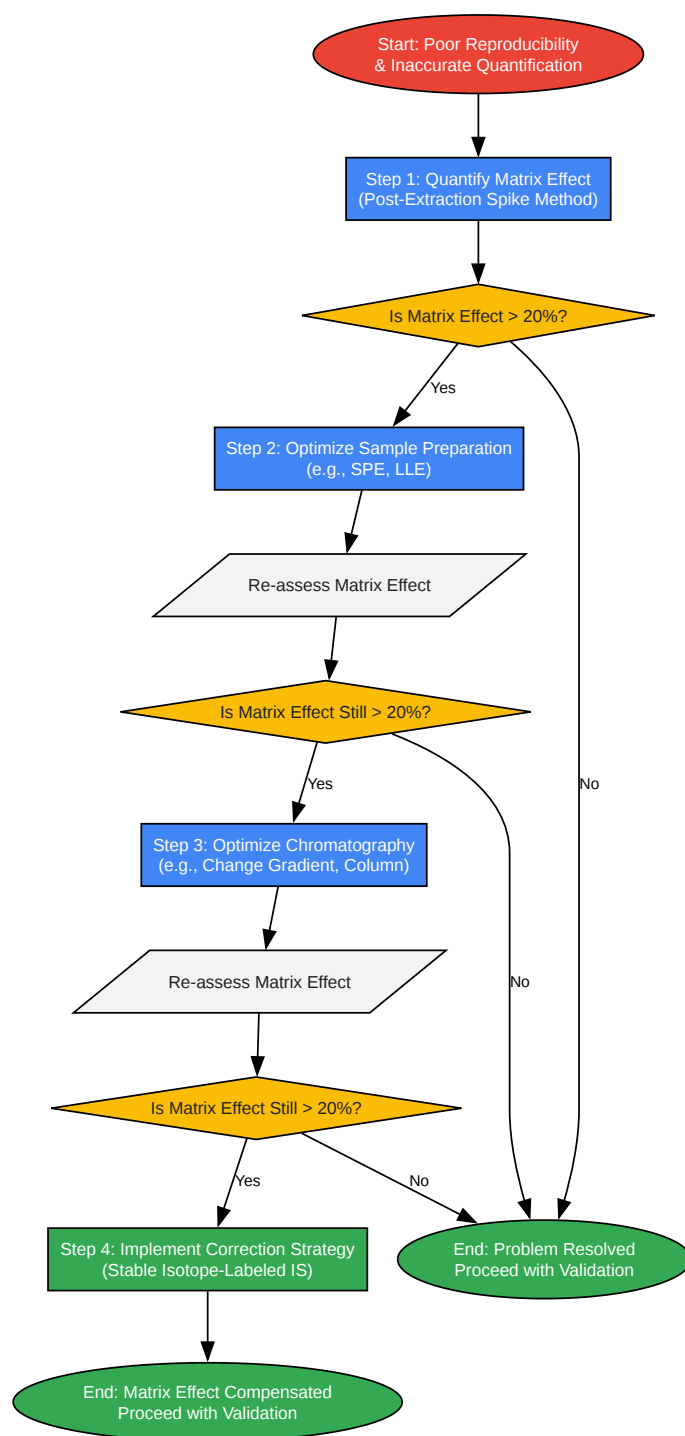 Start: Poor Reproducibility
& Inaccurate Quantification
Step 1: Quantify Matrix Effect
(Post-Extraction Spike Method)
Is Matrix Effect > 20%?
Yes
Step 2: Optimize Sample Preparation
(e.g., SPE, LLE)
Re-assess Matrix Effect
Is Matrix Effect Still > 20%?
Yes
No
Step 3: Optimize Chromatography
(e.g., Change Gradient, Column)
Re-assess Matrix Effect
No
Is Matrix Effect Still > 20%?
Yes
No
Step 4: Implement Correction Strategy
(Stable Isotope-Labeled IS)
End: Problem Resolved
Proceed with Validation
End: Matrix Effect Compensated
Proceed with Validation